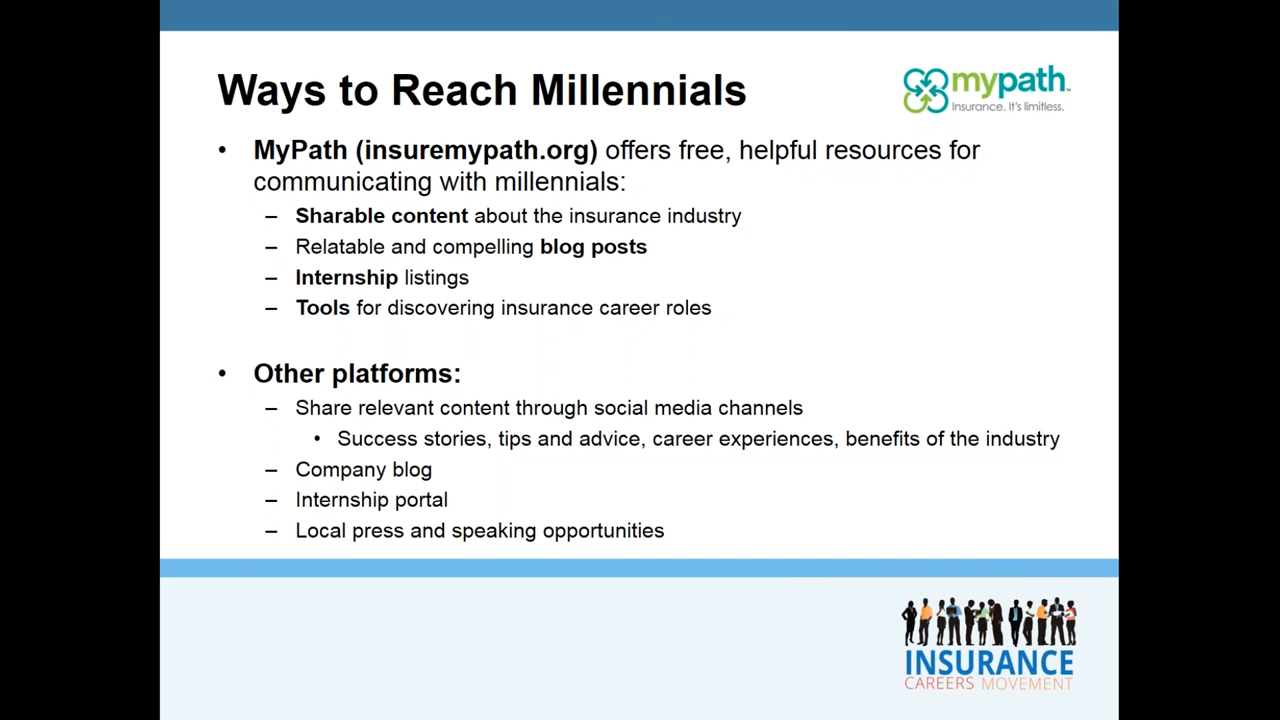 Ways to Reach Millennials
mypath™
Insurance. It's limitless.
• MyPath (insuremypath.org) offers free, helpful resources for
communicating with millennials:
– Sharable content about the insurance industry
– Relatable and compelling blog posts
– Internship listings
– Tools for discovering insurance career roles
• Other platforms:
– Share relevant content through social media channels
• Success stories, tips and advice, career experiences, benefits of the industry
– Company blog
– Internship portal
– Local press and speaking opportunities
INSURANCE
CAREERS MOVEMENT